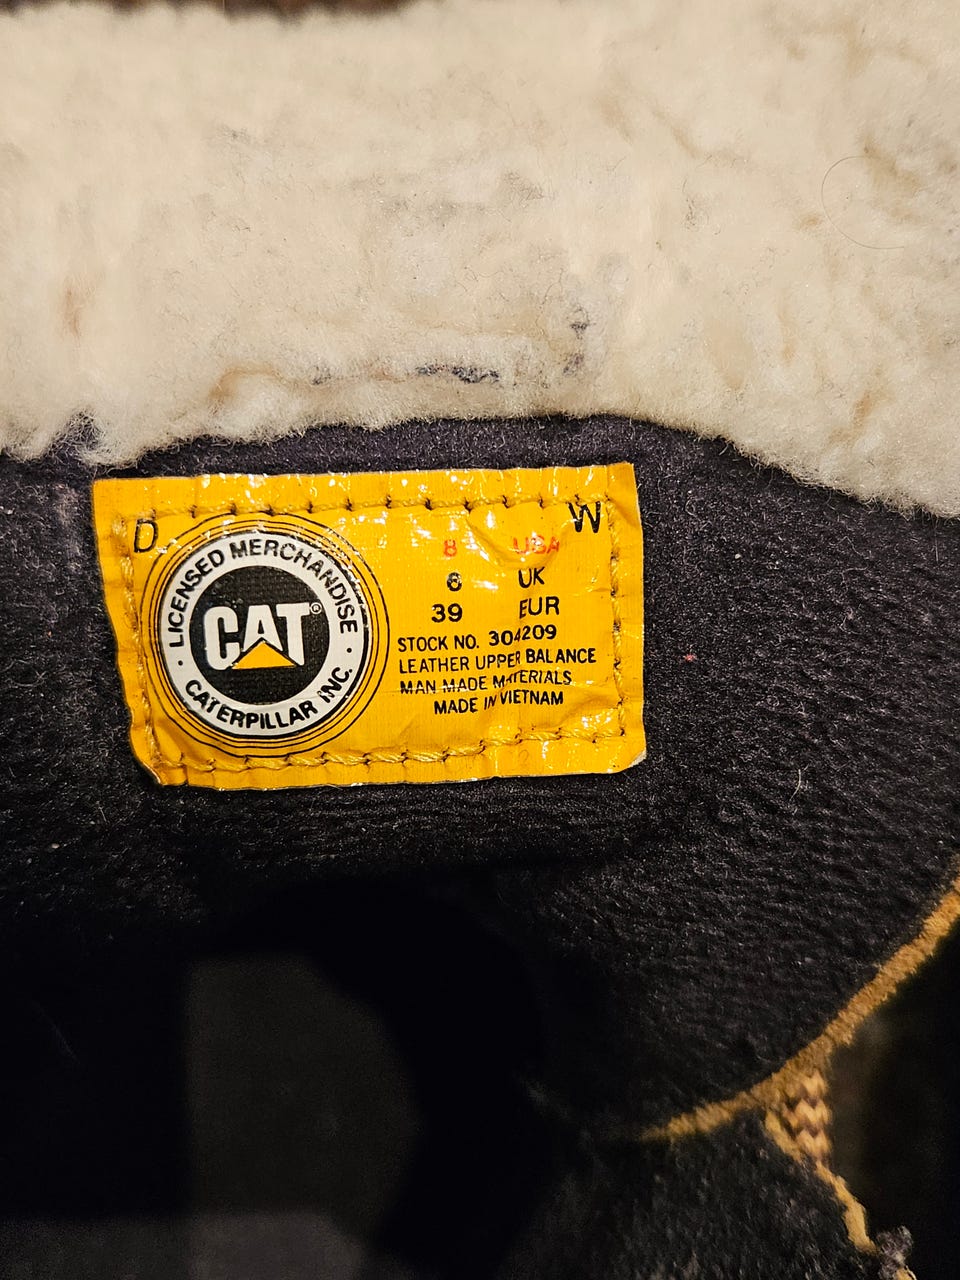 D
W
LICENSED MERCHANDISE
CAT®
CATERPILLAR INC.
8 USA
6 UK
39 EUR
STOCK NO. 304209
LEATHER UPPER BALANCE
MAN MADE MATERIALS
MADE IN VIETNAM